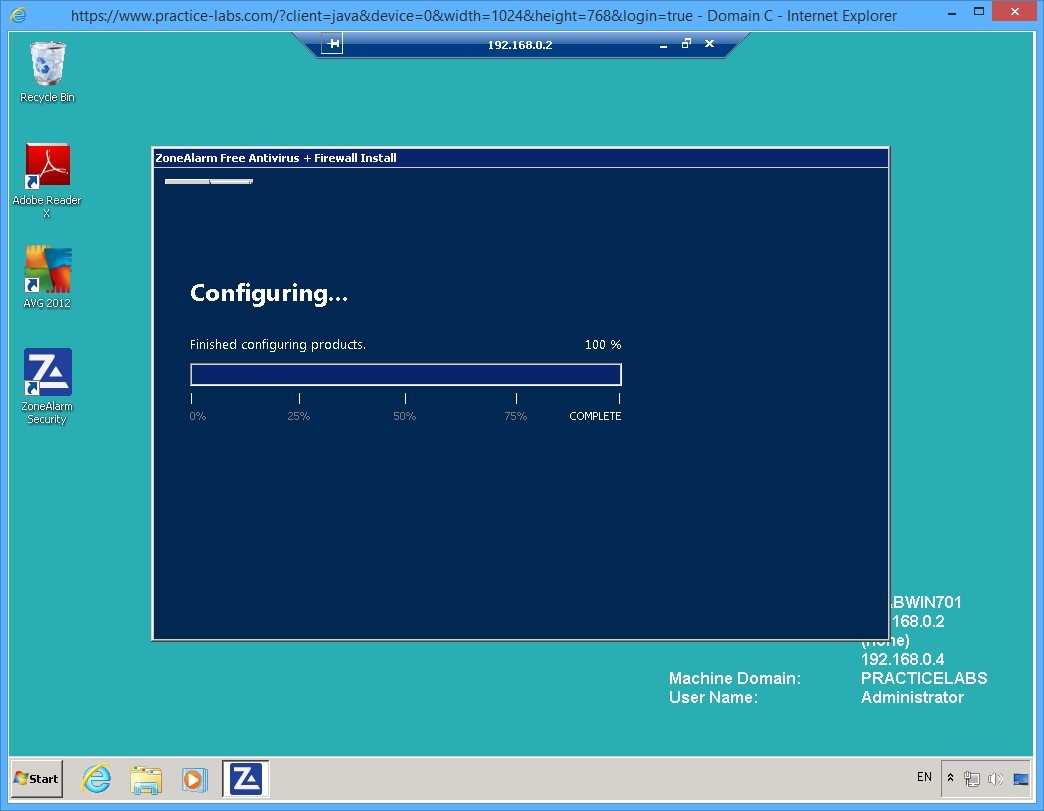 https://www.practice-labs.com/?client=java&device=0&width=1024&height=768&login=true - Domain C - Internet Explorer
192.168.0.2
Recycle Bin
Adobe Reader
X
AVG 2012
ZoneAlarm
Security
ZoneAlarm Free Antivirus + Firewall Install
Configuring...
Finished configuring products.
100 %
0%
25%
50%
75%
COMPLETE
ABWIN701
168.0.2
(none)
192.168.0.4
Machine Domain:
PRACTICELABS
User Name:
Administrator
Start
EN